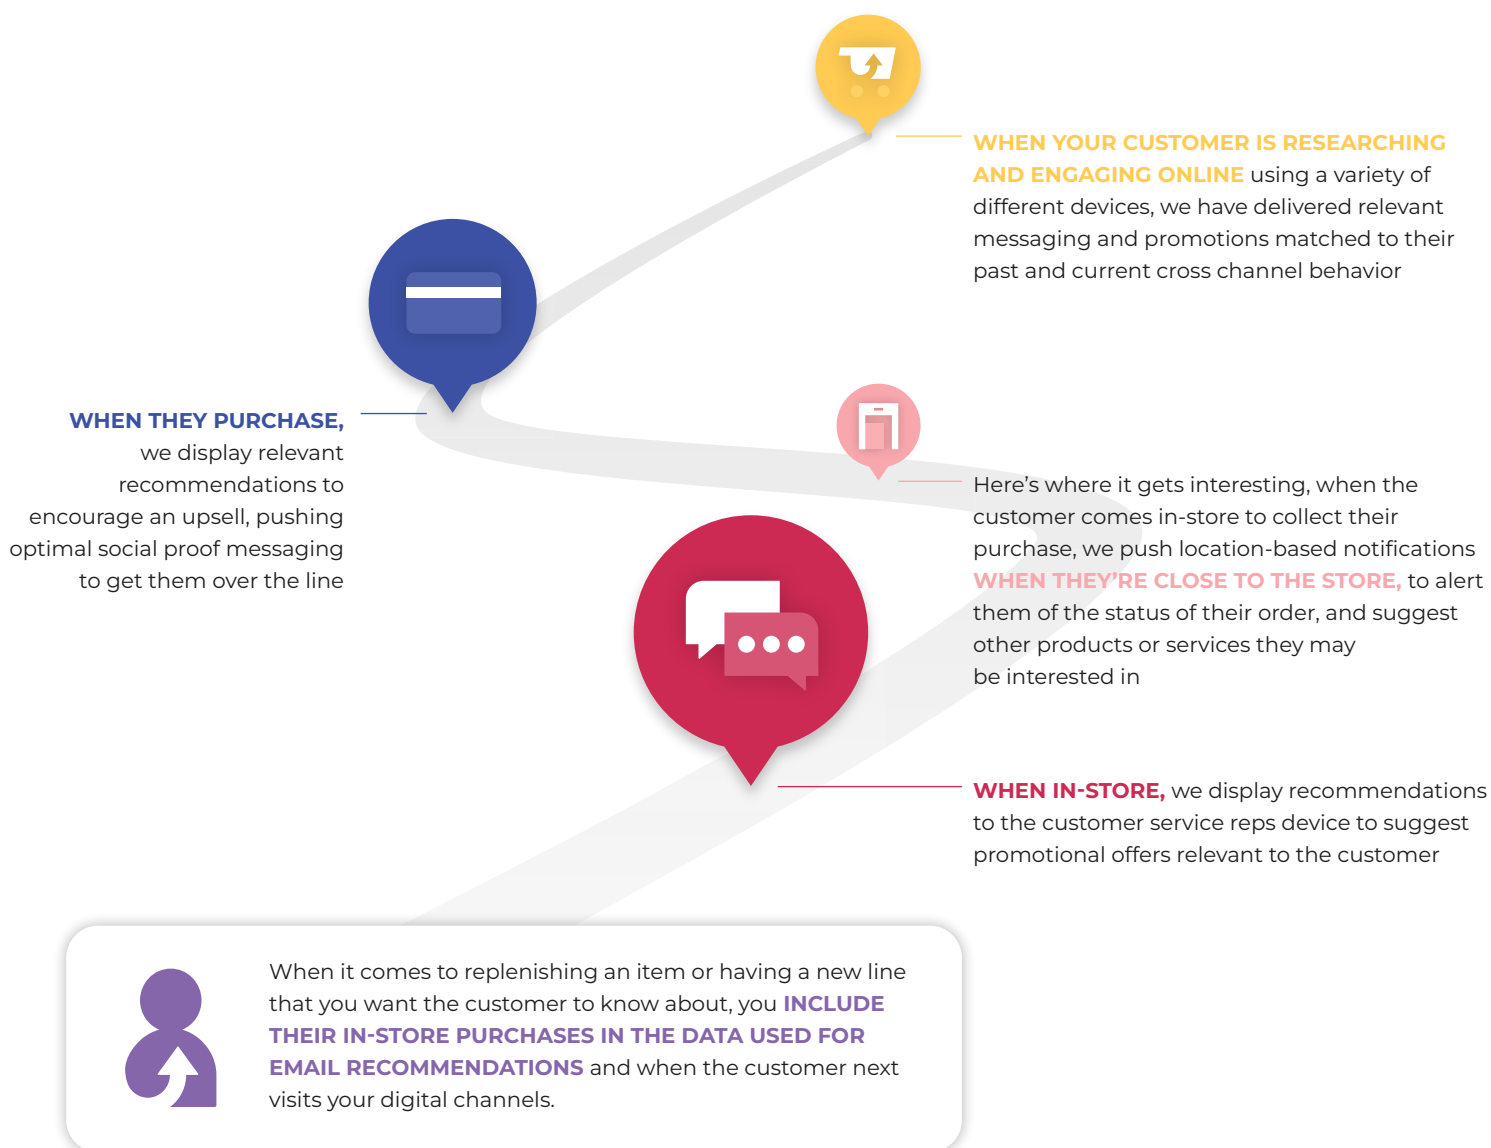 WHEN YOUR CUSTOMER IS RESEARCHING
AND ENGAGING ONLINE using a variety of
different devices, we have delivered relevant
messaging and promotions matched to their
past and current cross channel behavior
WHEN THEY PURCHASE,
we display relevant
recommendations to
encourage an upsell, pushing
optimal social proof messaging
to get them over the line
Here’s where it gets interesting, when the
customer comes in-store to collect their
purchase, we push location-based notifications
WHEN THEY’RE CLOSE TO THE STORE, to alert
them of the status of their order, and suggest
other products or services they may
be interested in
WHEN IN-STORE, we display recommendations
to the customer service reps device to suggest
promotional offers relevant to the customer
When it comes to replenishing an item or having a new line
that you want the customer to know about, you INCLUDE
THEIR IN-STORE PURCHASES IN THE DATA USED FOR
EMAIL RECOMMENDATIONS and when the customer next
visits your digital channels.